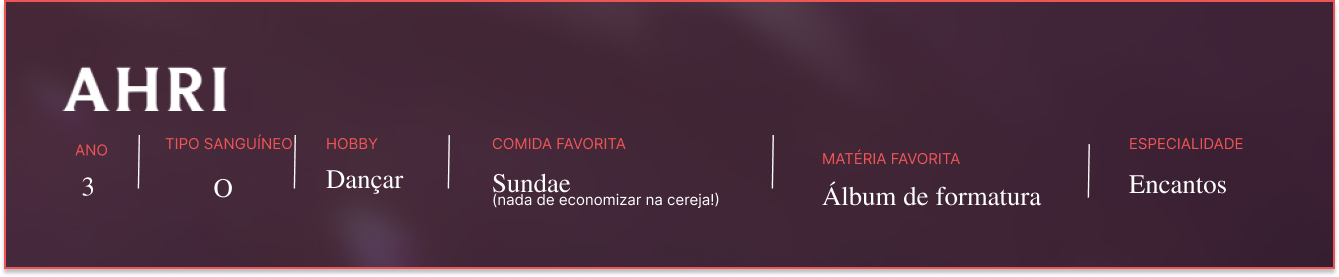 AHRI
ANO
3
TIPO SANGUÍNEO
O
HOBBY
Dançar
COMIDA FAVORITA
Sundae
(nada de economizar na cereja!)
MATÉRIA FAVORITA
Álbum de formatura
ESPECIALIDADE
Encantos